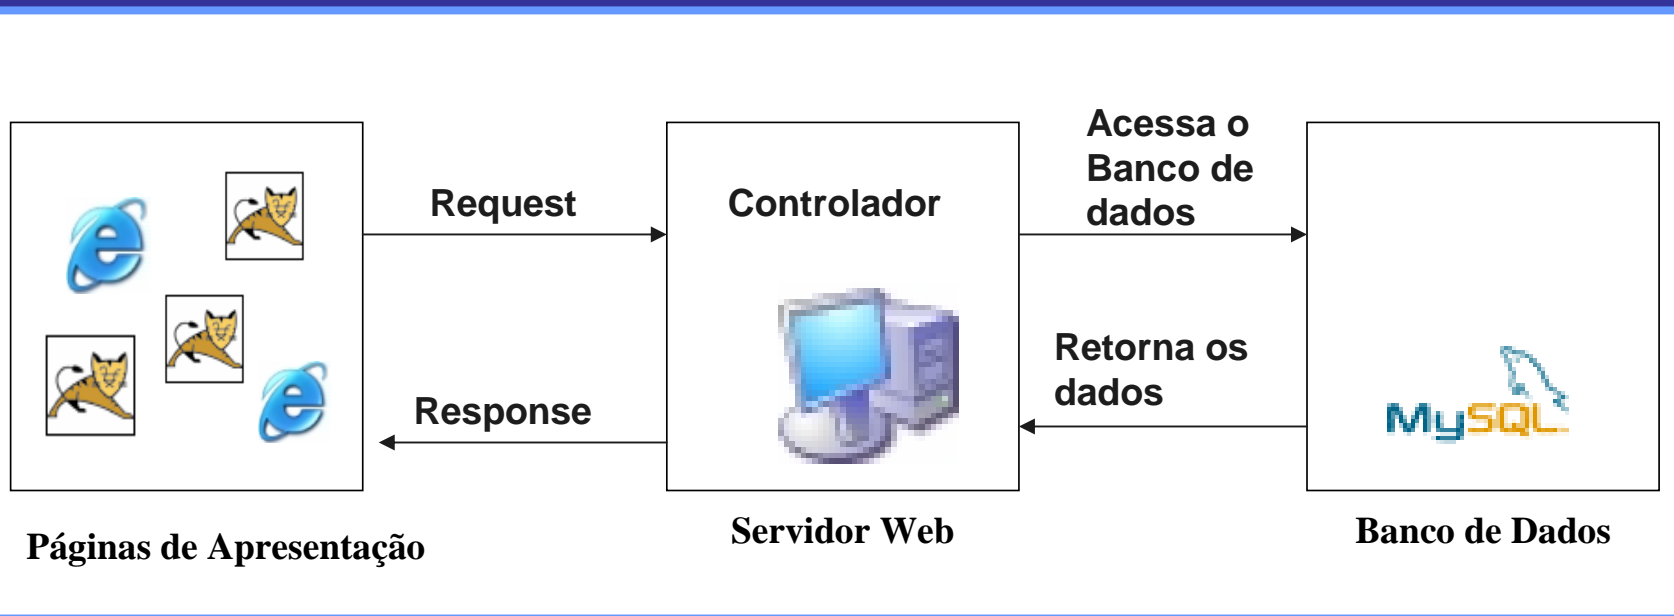 Acessa o
Banco de
dados
Request
Controlador
Retorna os
dados
Response
MySQL
Páginas de Apresentação
Servidor Web
Banco de Dados